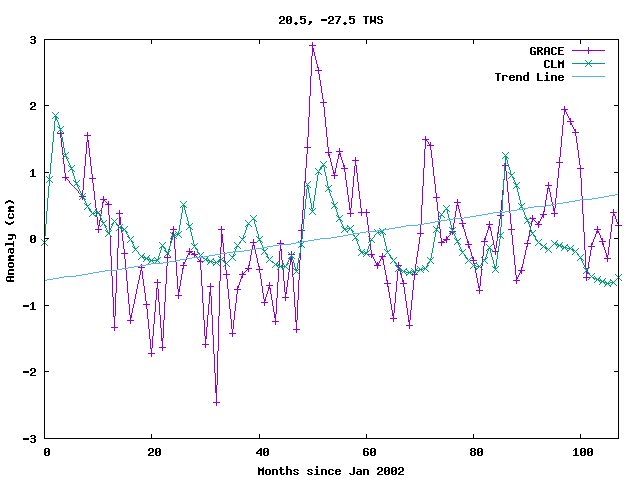 20.5, -27.5 TWS
GRACE
CLM
Trend Line
3
2
1
0
-1
-2
-3
Anomaly (cm)
0 20 40 60 80 100
Months since Jan 2002